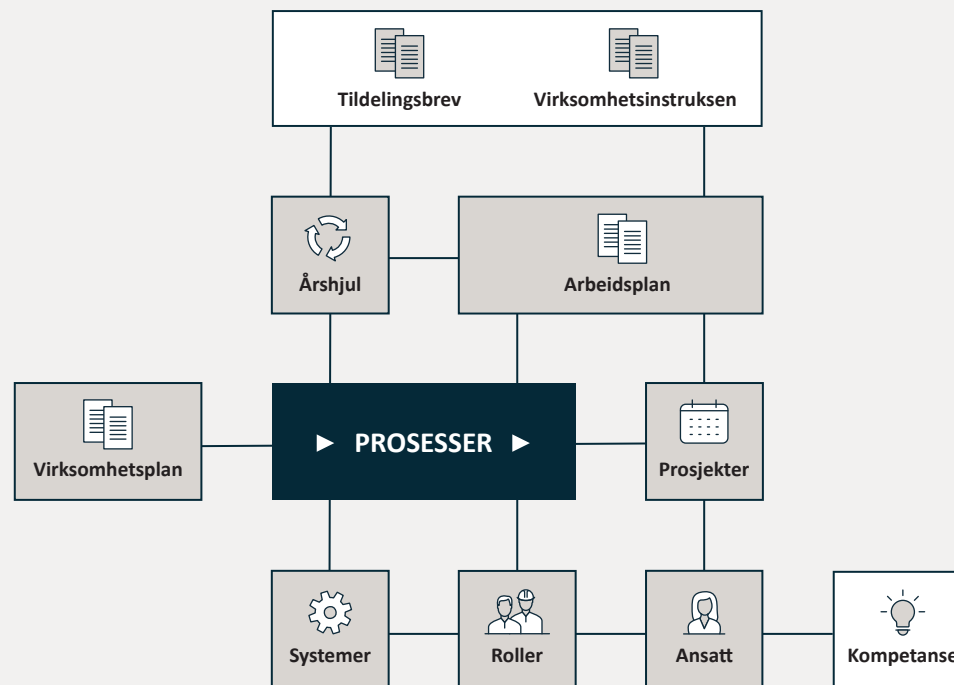 Tildelingsbrev
Virksomhetsinstruksen
Årshjul
Arbeidsplan
Virksomhetsplan
PROSESSER
Prosjekter
Systemer
Roller
Ansatt
Kompetanse